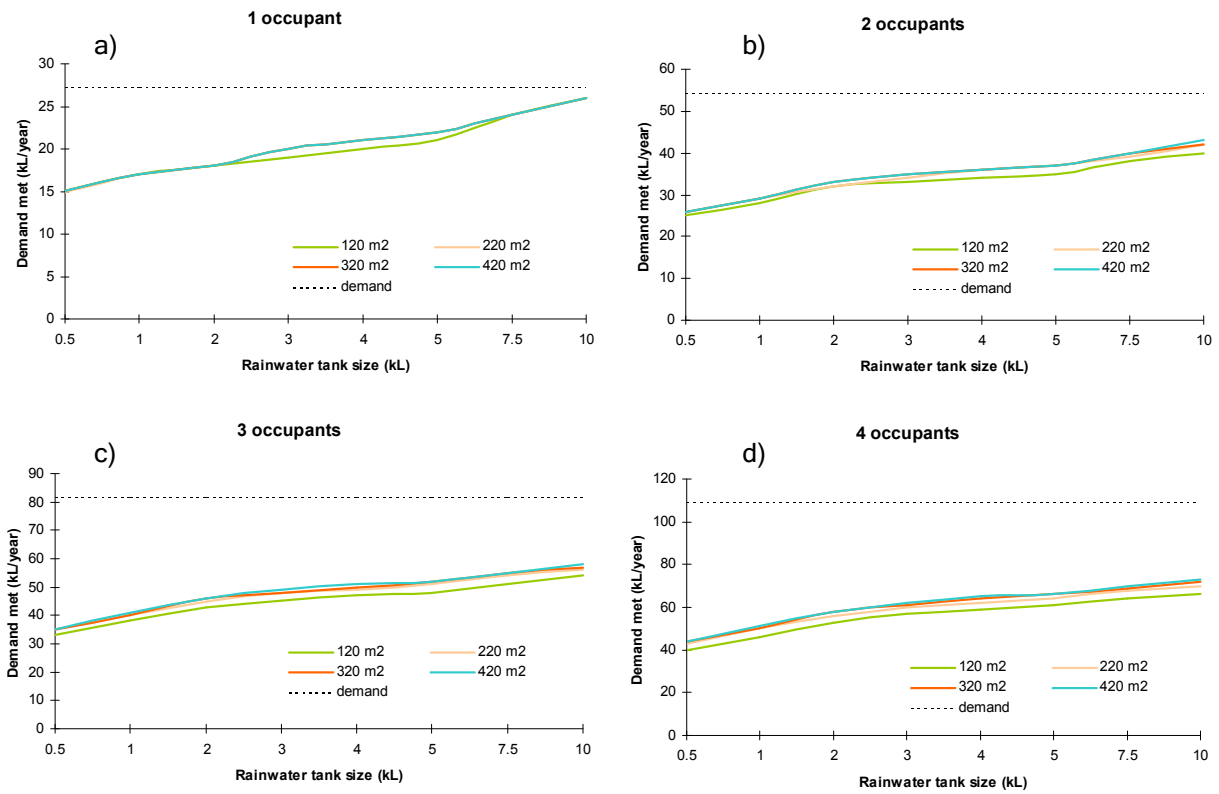 1 occupant
a)
30
25
20
15
10
5
0
Demand met (kL/year)
120 m2 220 m2
320 m2 420 m2
demand
0.5 1 2 3 4 5 7.5 10
Rainwater tank size (kL)
2 occupants
b)
60
50
40
30
20
10
0
Demand met (kL/year)
120 m2 220 m2
320 m2 420 m2
demand
0.5 1 2 3 4 5 7.5 10
Rainwater tank size (kL)
3 occupants
c)
90
80
70
60
50
40
30
20
10
0
Demand met (kL/year)
120 m2 220 m2
320 m2 420 m2
demand
0.5 1 2 3 4 5 7.5 10
Rainwater tank size (kL)
4 occupants
d)
120
100
80
60
40
20
0
Demand met (kL/year)
120 m2 220 m2
320 m2 420 m2
demand
0.5 1 2 3 4 5 7.5 10
Rainwater tank size (kL)